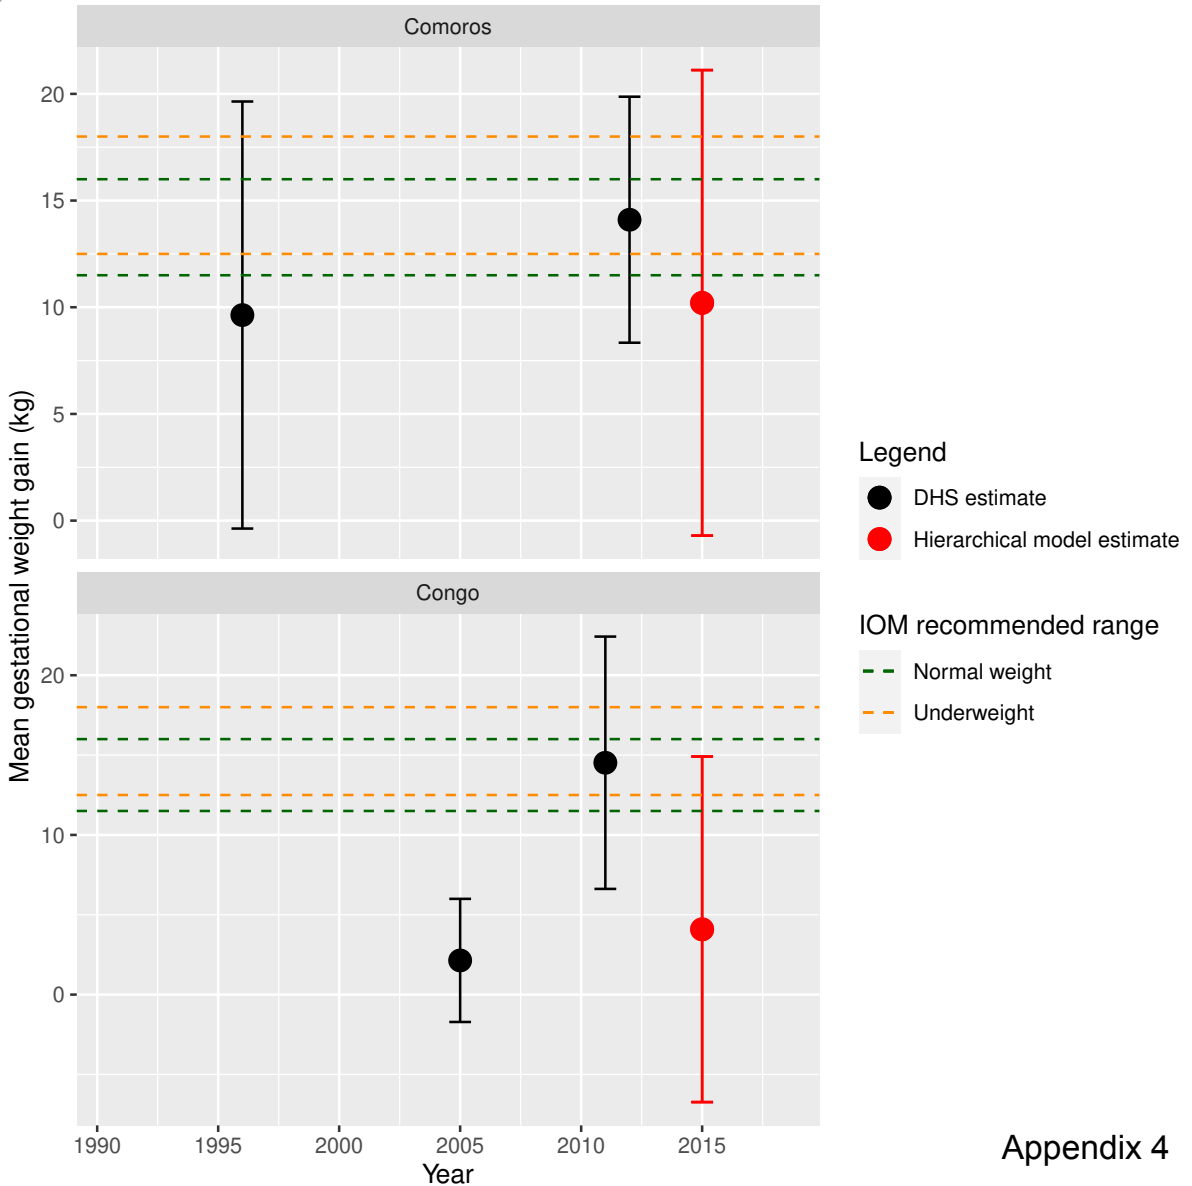 Comoros
20
15
10
5
0
Congo
20
10
0
1990 1995 2000 2005 2010 2015
Year
Mean gestational weight gain (kg)
Legend
DHS estimate
Hierarchical model estimate
IOM recommended range
Normal weight
Underweight
Appendix 4